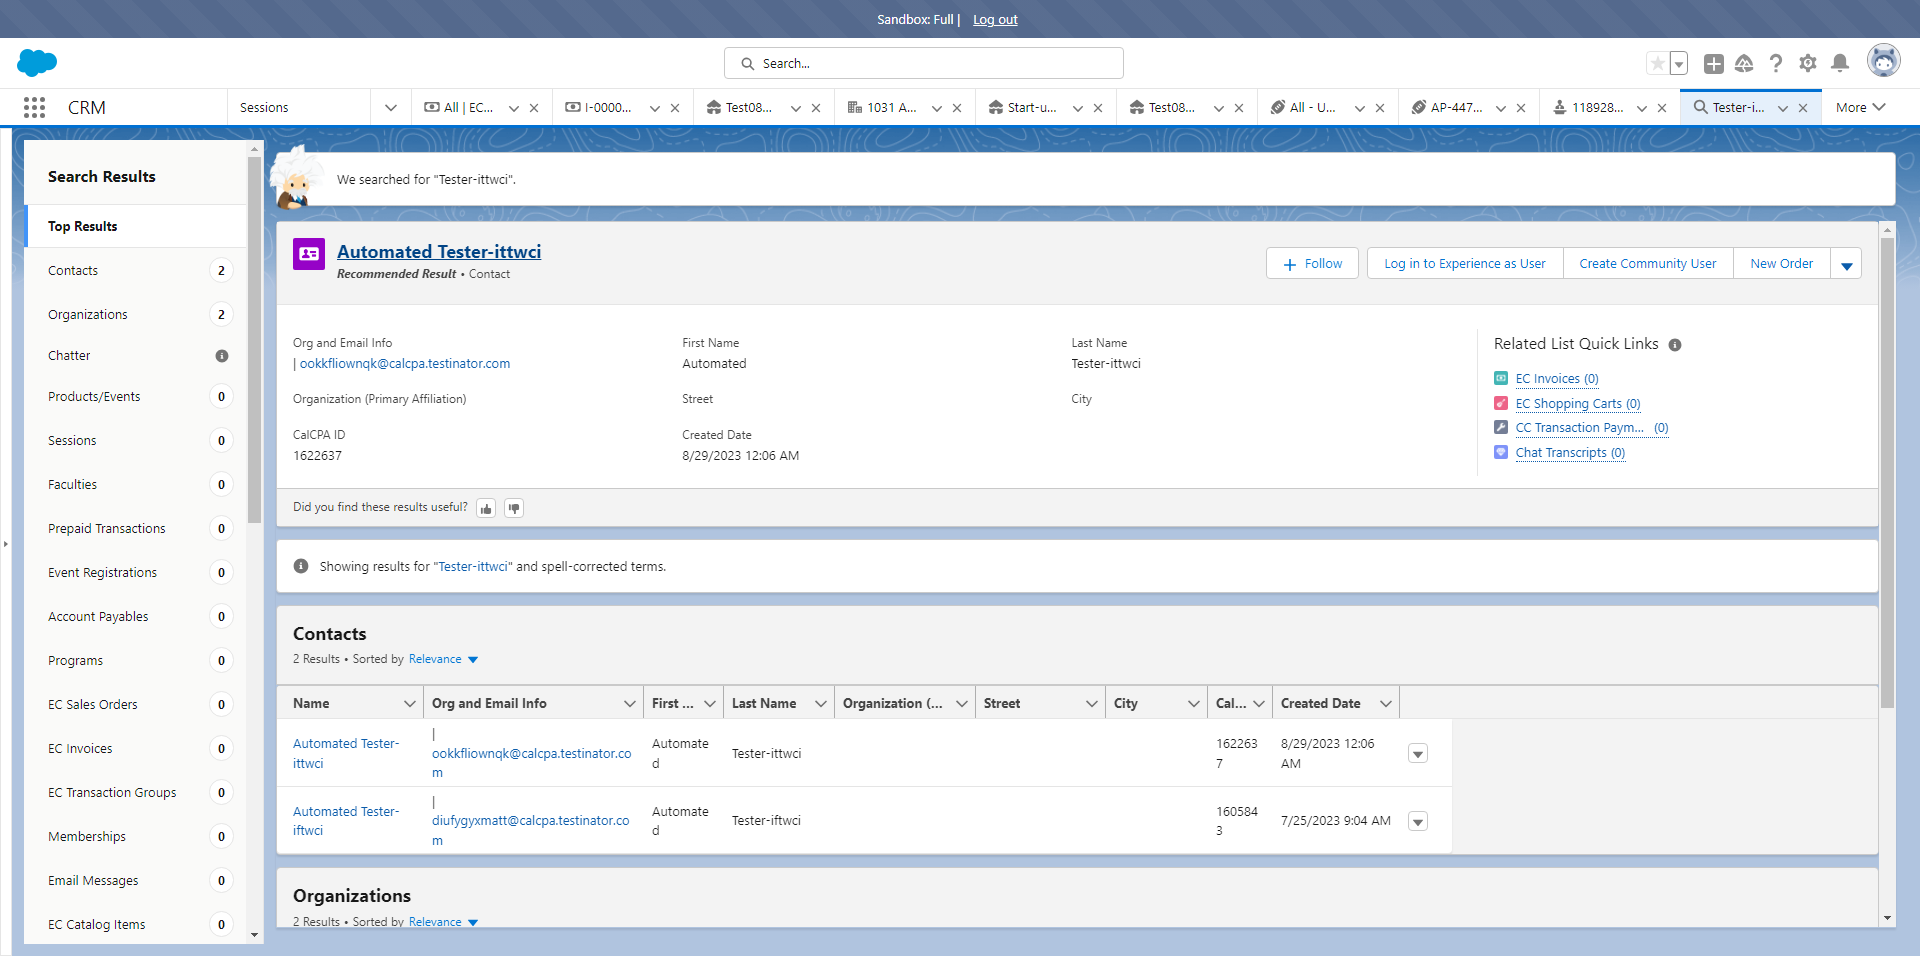 Sandbox: Full | Log out
Search...
CRM
Sessions
All | EC...
I-0000...
Test08...
1031 A...
Start-u...
Test08...
All - U...
AP-447...
118928...
Tester-i...
More
Search Results
Top Results
Contacts 2
Organizations 2
Chatter
Products/Events 0
Sessions 0
Faculties 0
Prepaid Transactions 0
Event Registrations 0
Account Payables 0
Programs 0
EC Sales Orders 0
EC Invoices 0
EC Transaction Groups 0
Memberships 0
Email Messages 0
EC Catalog Items 0
We searched for "Tester-ittwci".
Automated Tester-ittwci
Recommended Result • Contact
Follow
Log in to Experience as User
Create Community User
New Order
Org and Email Info
| ookkfliownqk@calcpa.testinator.com
First Name
Automated
Last Name
Tester-ittwci
Organization (Primary Affiliation)
Street
City
CalCPA ID
1622637
Created Date
8/29/2023 12:06 AM
Related List Quick Links
EC Invoices (0)
EC Shopping Carts (0)
CC Transaction Paym... (0)
Chat Transcripts (0)
Did you find these results useful?
Showing results for "Tester-ittwci" and spell-corrected terms.
Contacts
2 Results • Sorted by Relevance
Name
Org and Email Info
First ...
Last Name
Organization (...
Street
City
Cal...
Created Date
Automated Tester-
ittwci
|
ookkfliownqk@calcpa.testinator.co
m
Automate
d
Tester-ittwci
162263
7
8/29/2023 12:06
AM
Automated Tester-
iftwci
|
diufygyxmatt@calcpa.testinator.co
m
Automate
d
Tester-iftwci
160584
3
7/25/2023 9:04 AM
Organizations
2 Results • Sorted by Relevance